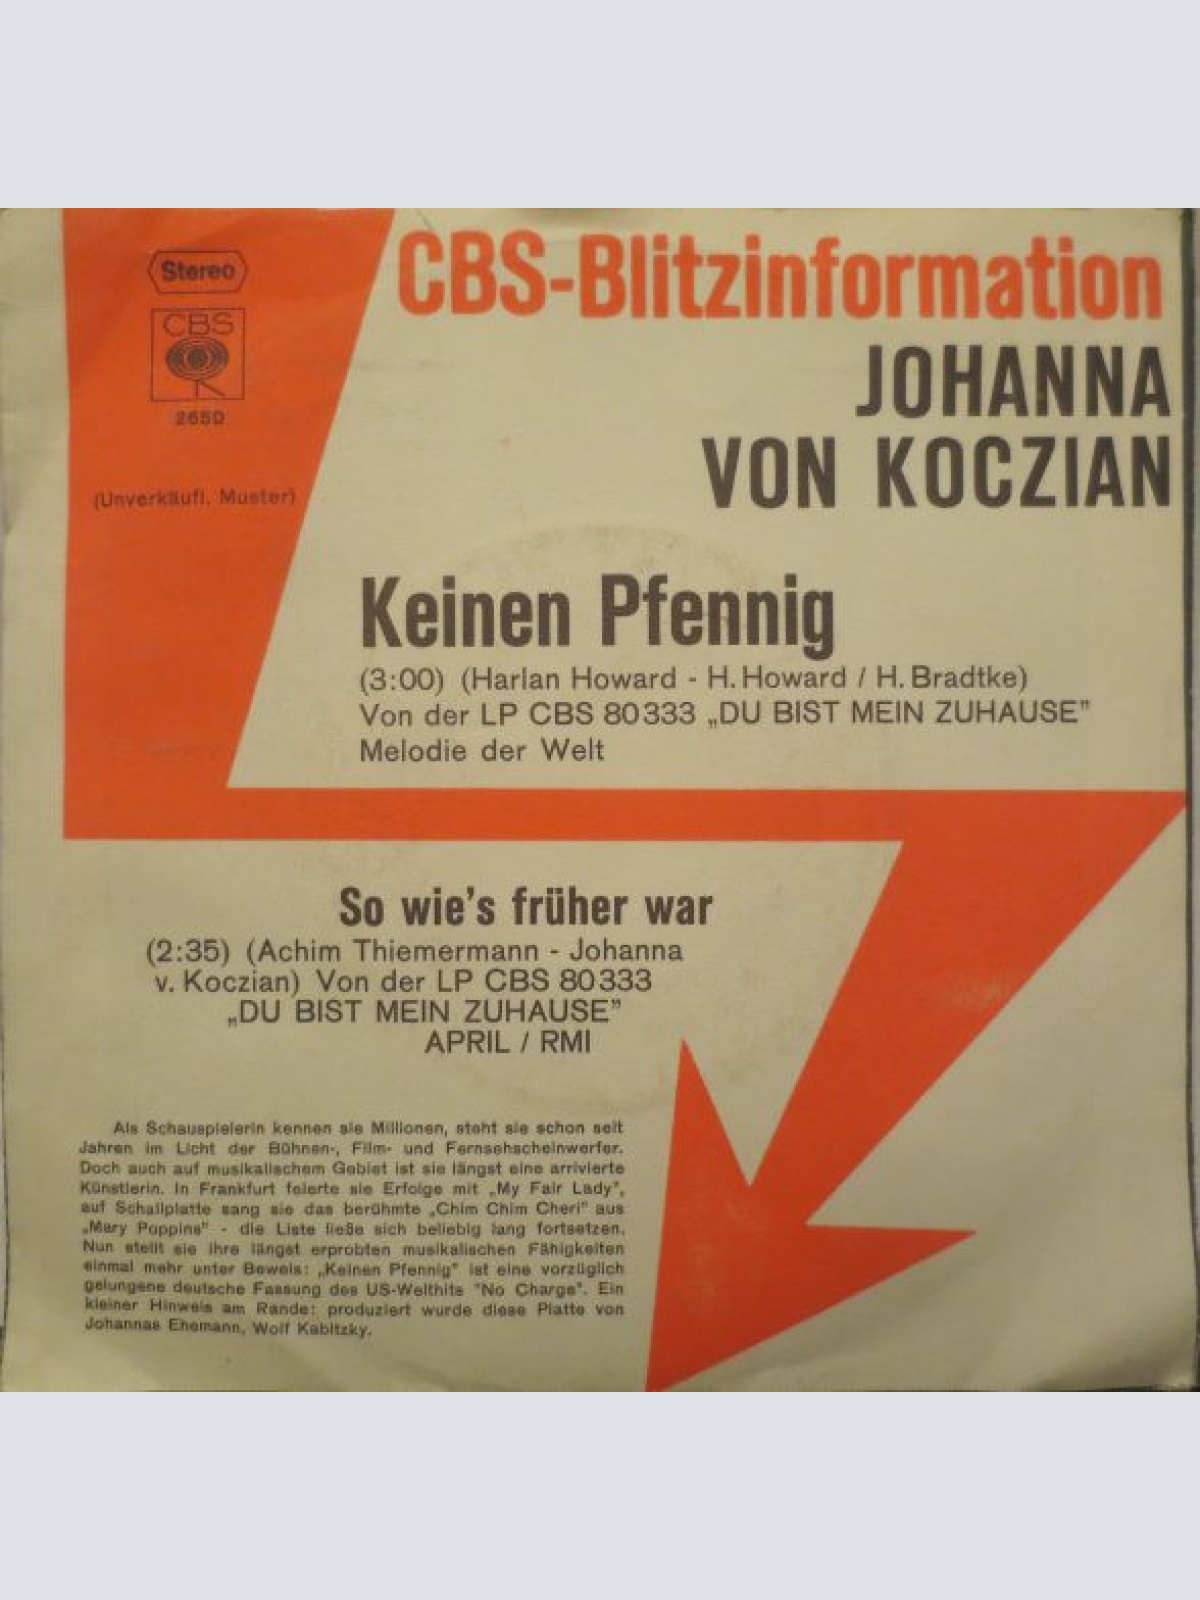 Stereo
CBS
2650
(Unverkäufl. Muster)
CBS-Blitzinformation
JOHANNA
VON KOCZIAN
Keinen Pfennig
(3:00) (Harlan Howard - H. Howard / H. Bradtke)
Von der LP CBS 80333 „DU BIST MEIN ZUHAUSE”
Melodie der Welt
So wie's früher war
(2:35) (Achim Thiemermann - Johanna
v. Koczian) Von der LP CBS 80333
„DU BIST MEIN ZUHAUSE”
APRIL / RMI
Als Schauspielerin kennen sie Millionen, steht sie schon seit
Jahren im Licht der Bühnen-, Film- und Fernsehscheinwerfer.
Doch auch auf musikalischem Gebiet ist sie längst eine arrivierte
Künstlerin. In Frankfurt feierte sie Erfolge mit „My Fair Lady”,
auf Schallplatte sang sie das berühmte „Chim Chim Cheri” aus
„Mary Poppins” - die Liste ließe sich beliebig lang fortsetzen.
Nun stellt sie ihre längst erprobten musikalischen Fähigkeiten
einmal mehr unter Beweis: „Keinen Pfennig” ist eine vorzüglich
gelungene deutsche Fassung des US-Welthits "No Charge". Ein
kleiner Hinweis am Rande: produziert wurde diese Platte von
Johannas Ehemann, Wolf Kabitzky.